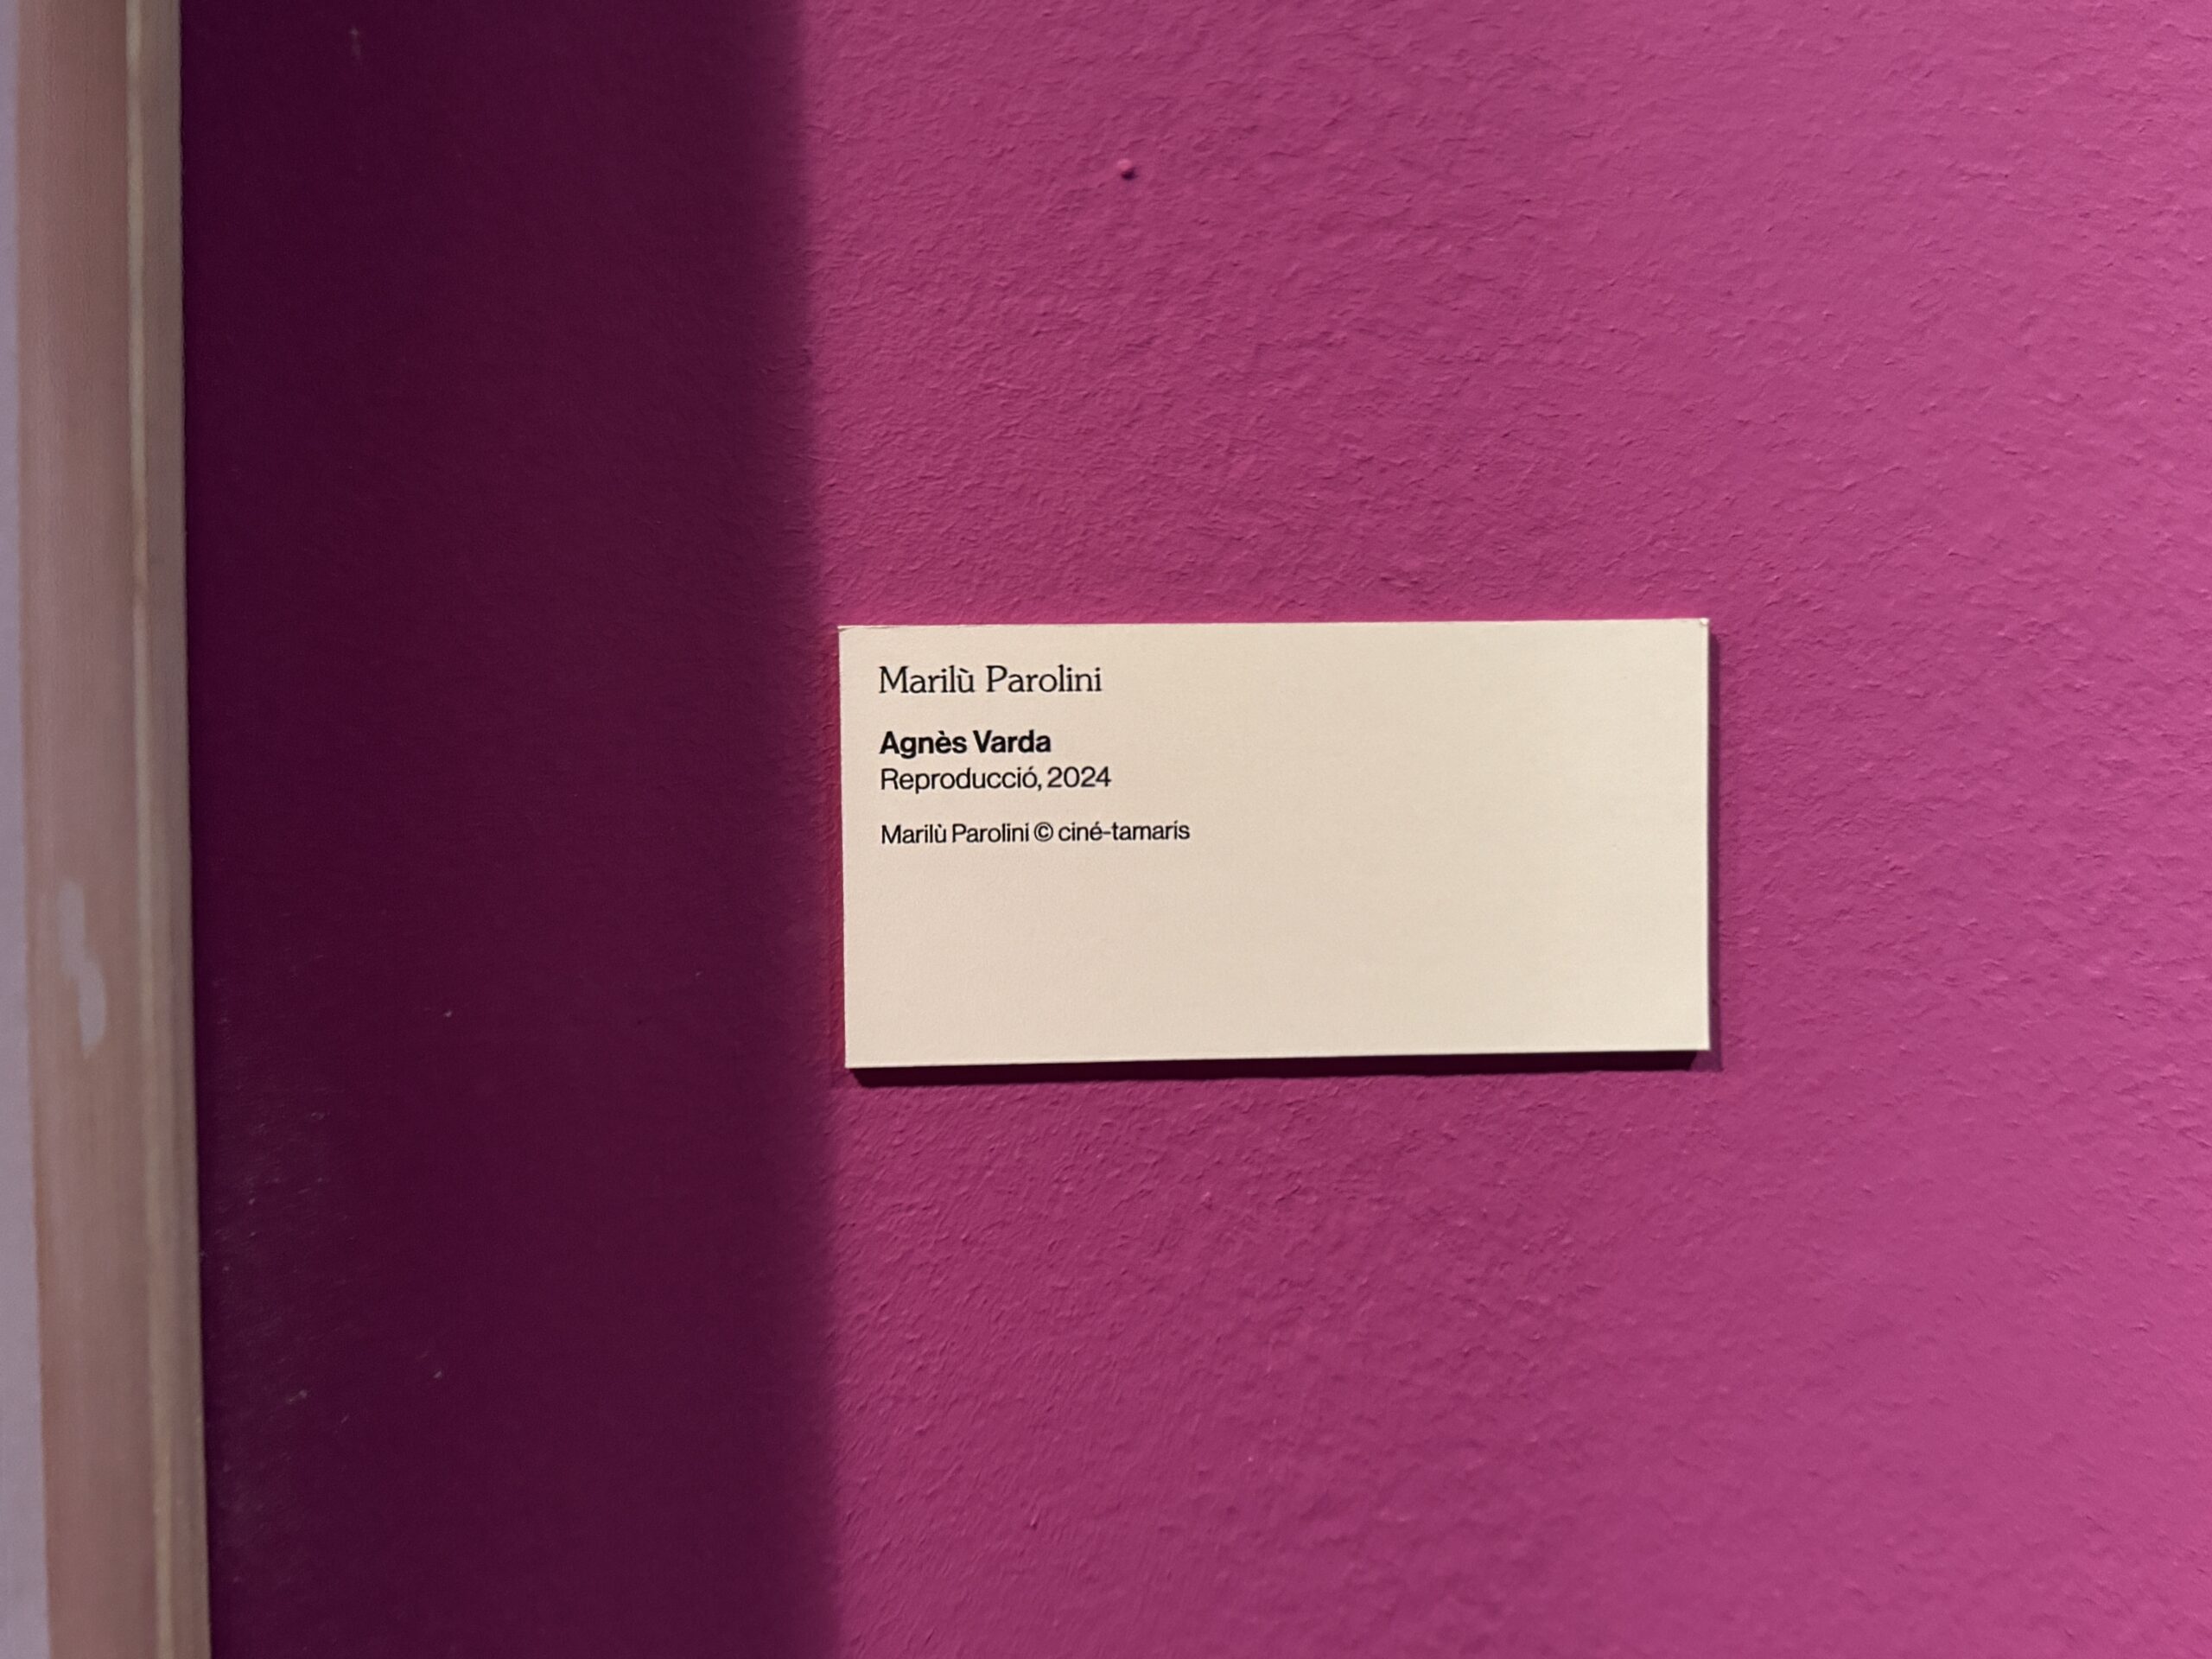 Marilù Parolini
Agnès Varda
Reproducció, 2024
Marilù Parolini © ciné-tamaris